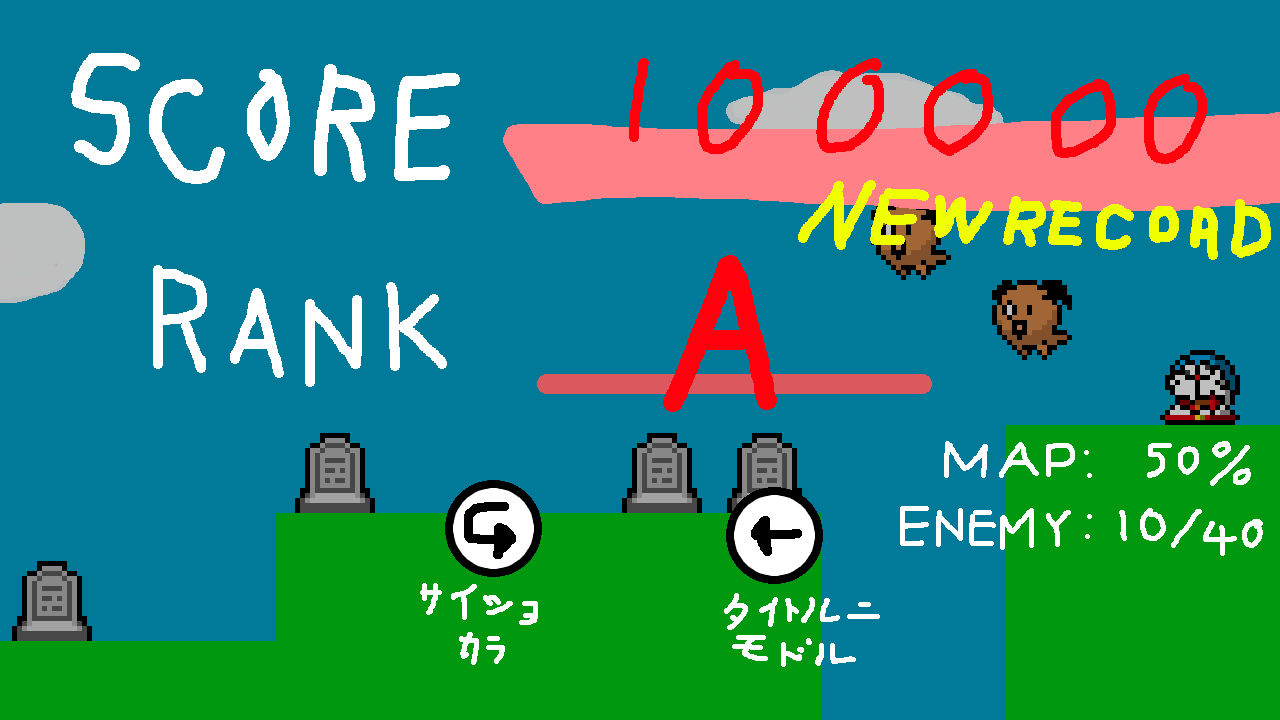 SCORE 100000
NEWRECOAD
RANK A
MAP: 50%
ENEMY: 10/40
サイショ
カラ
タイトルニ
モドル